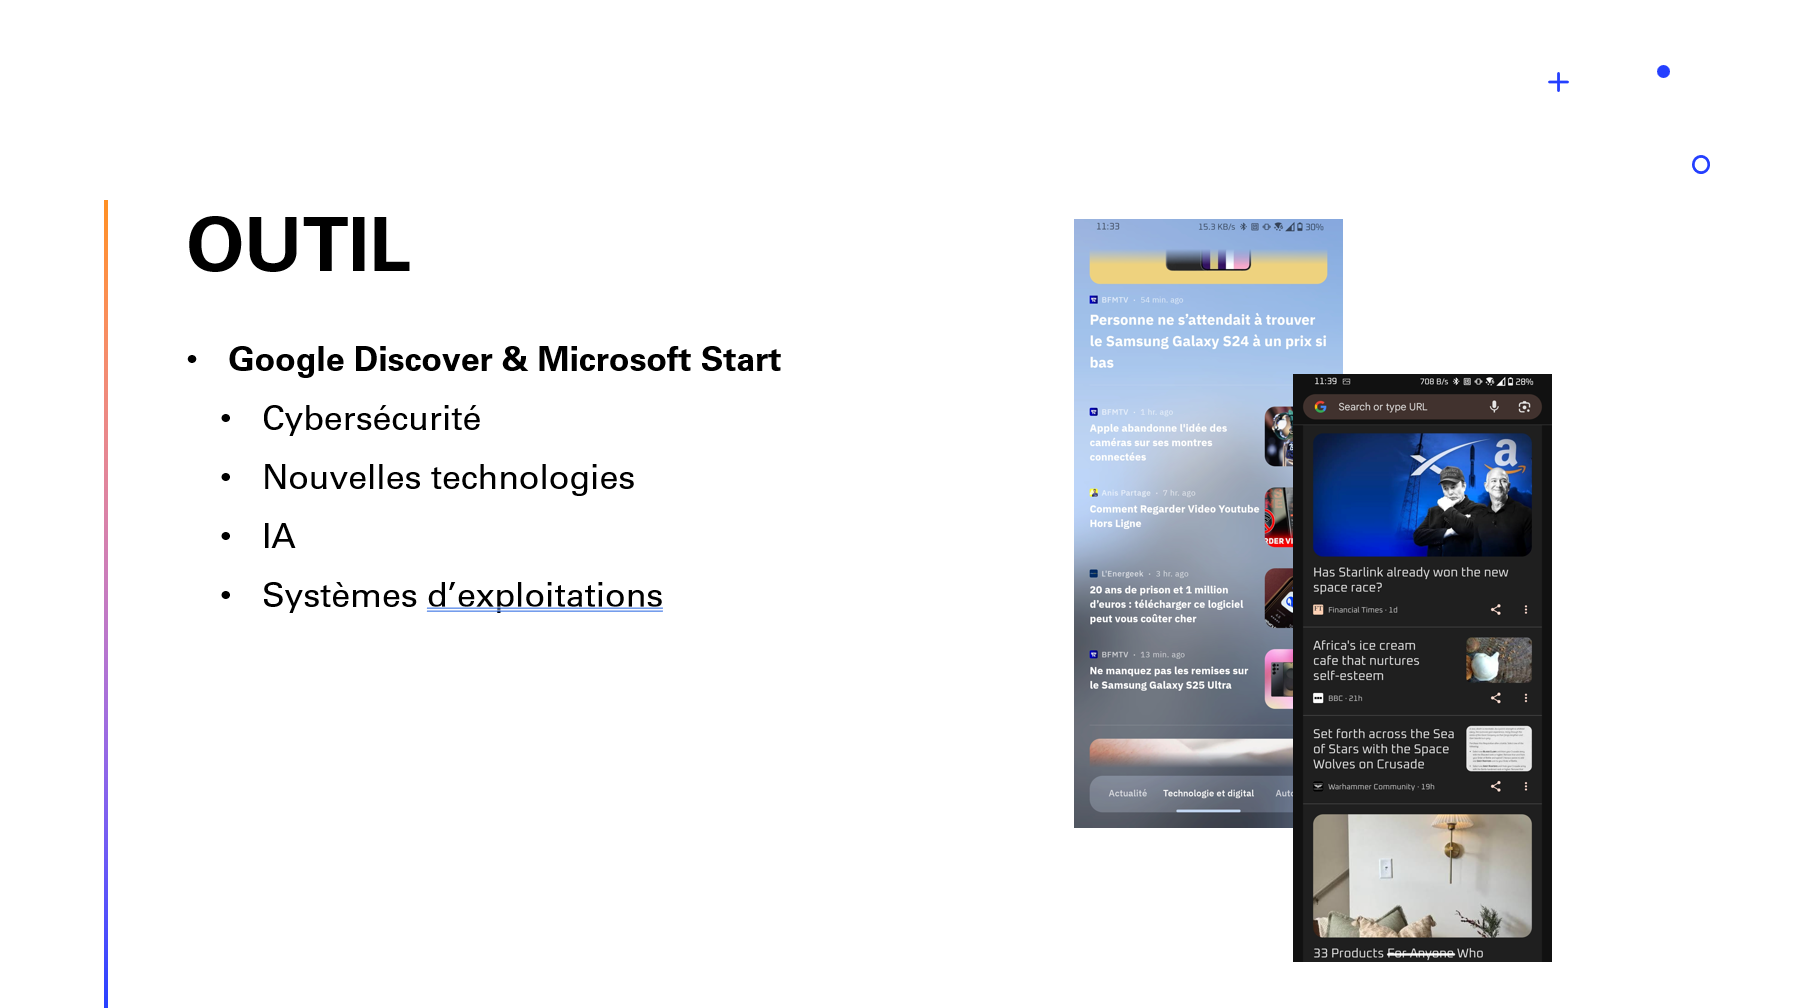 OUTIL
• Google Discover & Microsoft Start
• Cybersécurité
• Nouvelles technologies
• IA
• Systèmes d’exploitations
11:33 15.3 KB/s 30%
BFMTV · 54 min. ago
Personne ne s’attendait à trouver
le Samsung Galaxy S24 à un prix si
bas
BFMTV · 1 hr. ago
Apple abandonne l’idée des
caméras sur ses montres
connectées
Anis Partage · 7 hr. ago
Comment Regarder Video Youtube
Hors Ligne
RDER VI
L’Energeek · 3 hr. ago
20 ans de prison et 1 million
d’euros : télécharger ce logiciel
peut vous coûter cher
BFMTV · 13 min. ago
Ne manquez pas les remises sur
le Samsung Galaxy S25 Ultra
Actualité Technologie et digital Auto
11:39 708 B/s 28%
Search or type URL
a
Has Starlink already won the new
space race?
Financial Times · 1d
Africa's ice cream
cafe that nurtures
self-esteem
BBC · 21h
Set forth across the Sea
of Stars with the Space
Wolves on Crusade
Warhammer Community · 19h
33 Products For Anyone Who